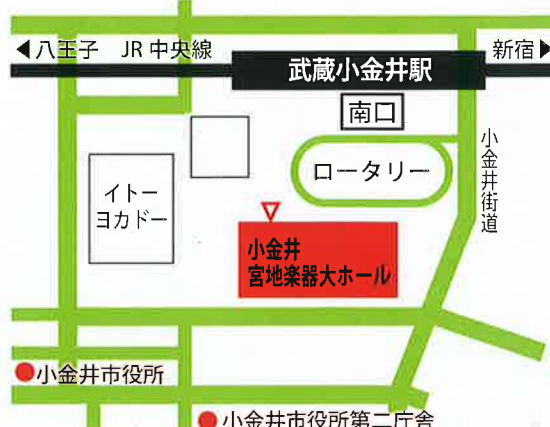 ◀八王子 JR中央線
新宿▶
武蔵小金井駅
南口
ロータリー
小金井街道
イトー
ヨカドー
小金井
宮地楽器大ホール
小金井市役所
小金井市役所第二庁舎